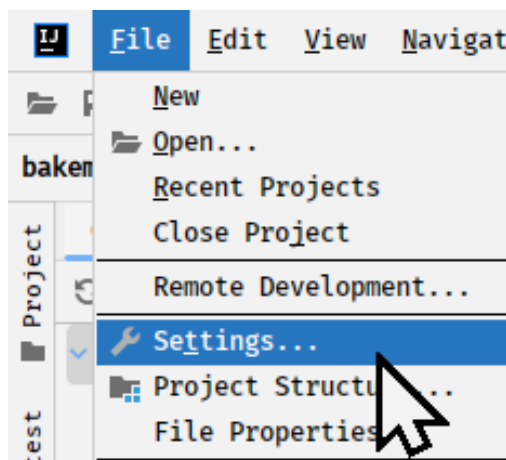 IJ
File Edit View Navigat
New
Open...
bakem
Recent Projects
Close Project
Project
Remote Development...
Settings...
Project Structu...
File Properties
test